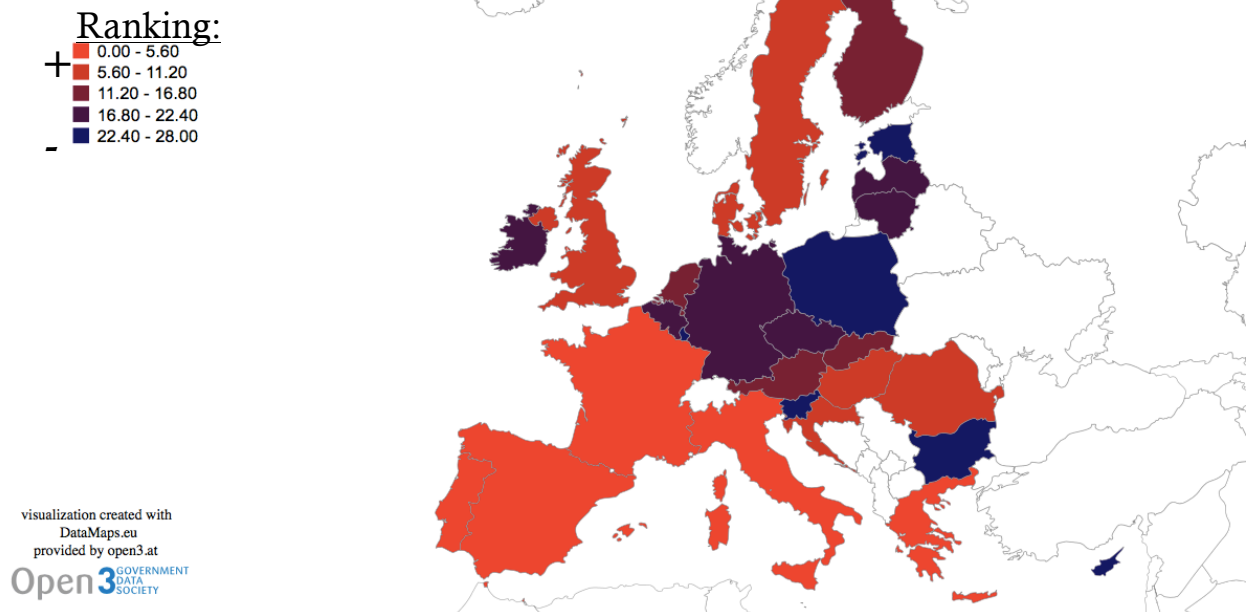 Ranking:
+
0.00 - 5.60
5.60 - 11.20
11.20 - 16.80
16.80 - 22.40
22.40 - 28.00
-
visualization created with
DataMaps.eu
provided by open3.at
Open3 GOVERNMENT
DATA
SOCIETY